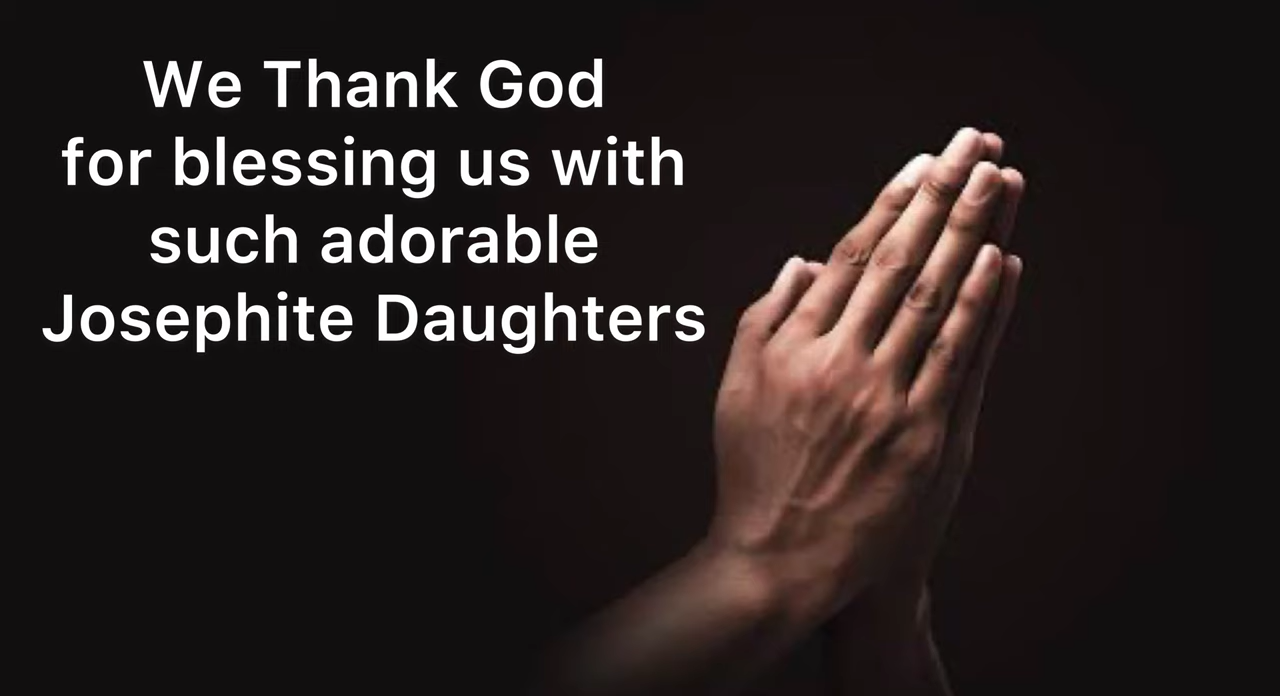 We Thank God
for blessing us with
such adorable
Josephite Daughters